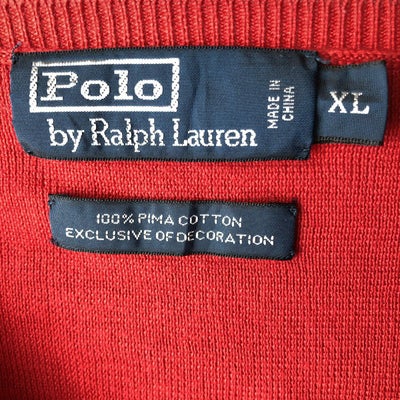 Polo
by Ralph Lauren
MADE IN
CHINA
XL
100% PIMA COTTON
EXCLUSIVE OF DECORATION